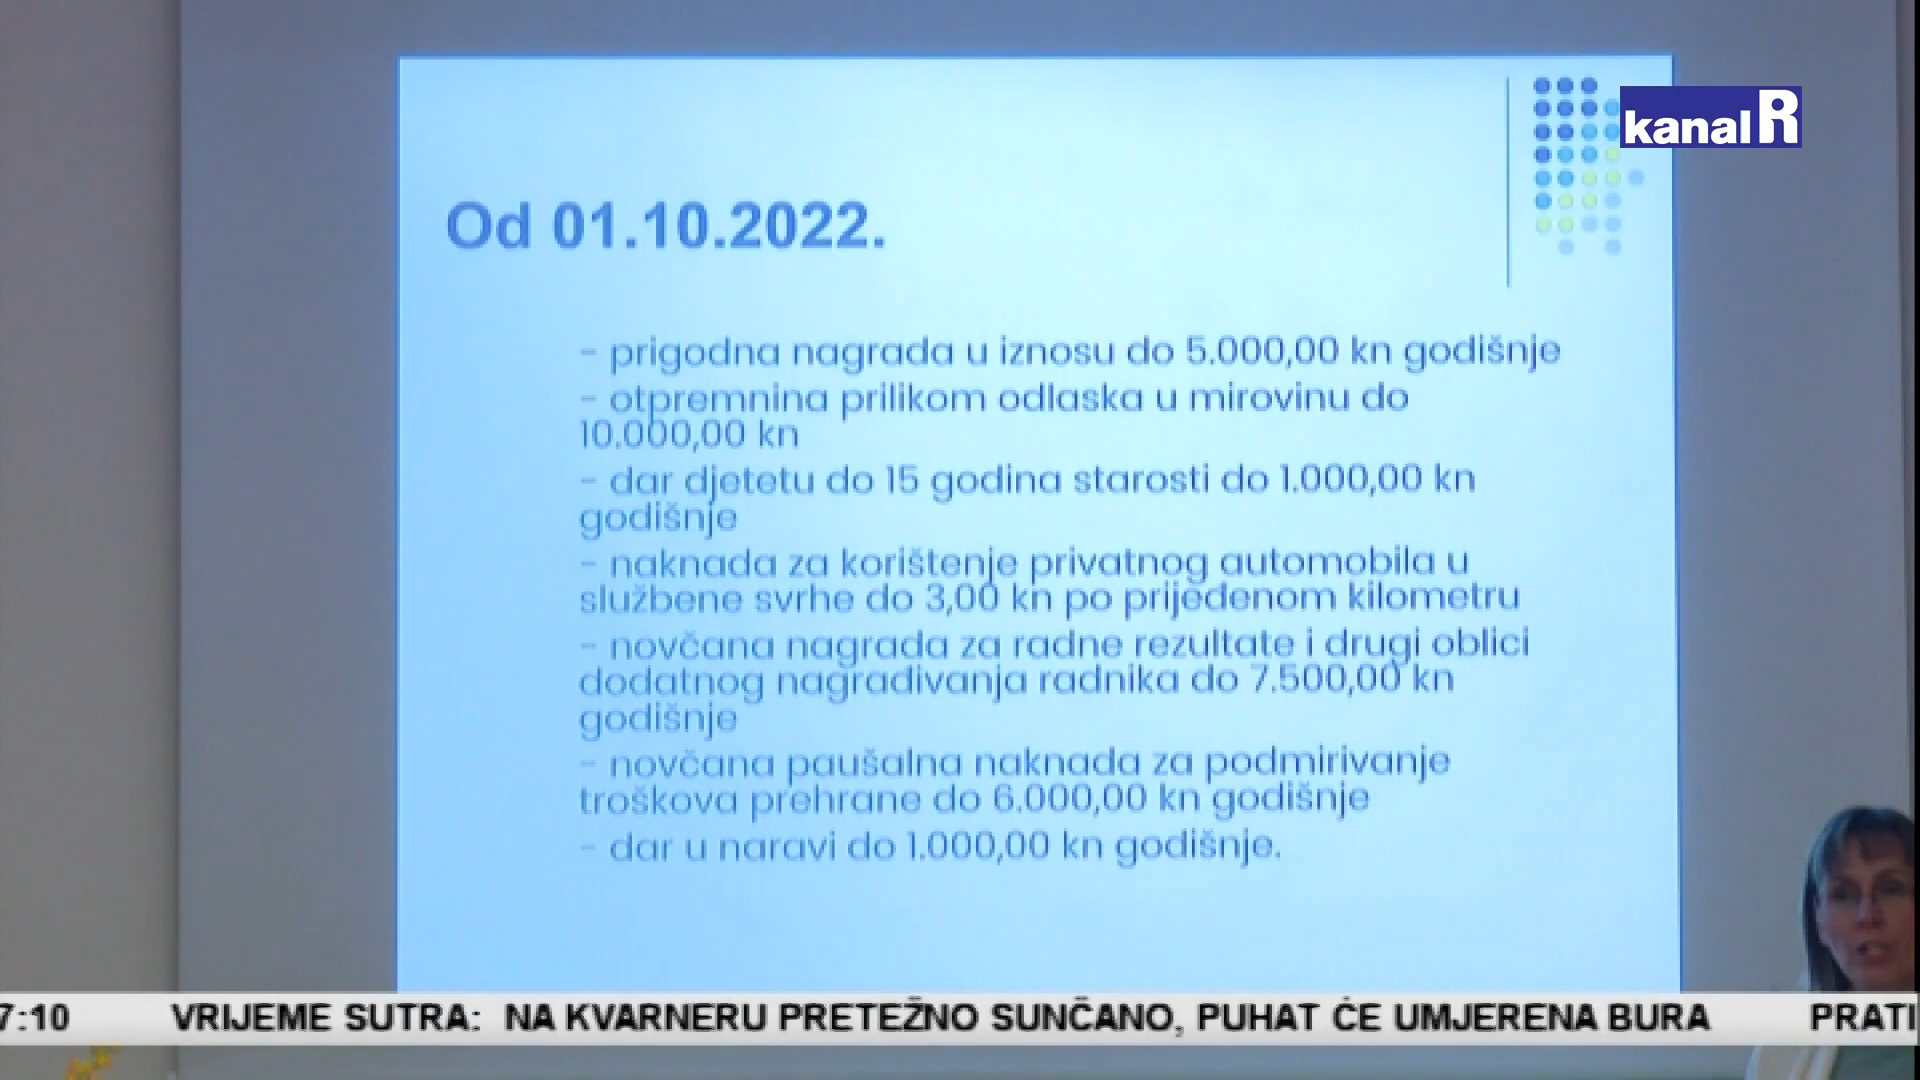 kanal R
Od 01.10.2022.
- prigodna nagrada u iznosu do 5.000,00 kn godišnje
- otpremnina prilikom odlaska u mirovinu do
10.000,00 kn
- dar djetetu do 15 godina starosti do 1.000,00 kn
godišnje
- naknada za korištenje privatnog automobila u
službene svrhe do 3,00 kn po prijeđenom kilometru
- novčana nagrada za radne rezultate i drugi oblici
dodatnog nagrađivanja radnika do 7.500,00 kn
godišnje
- novčana paušalna naknada za podmirivanje
troškova prehrane do 6.000,00 kn godišnje
- dar u naravi do 1.000,00 kn godišnje.
7:10 VRIJEME SUTRA: NA KVARNERU PRETEŽNO SUNČANO, PUHAT ĆE UMJERENA BURA PRATI